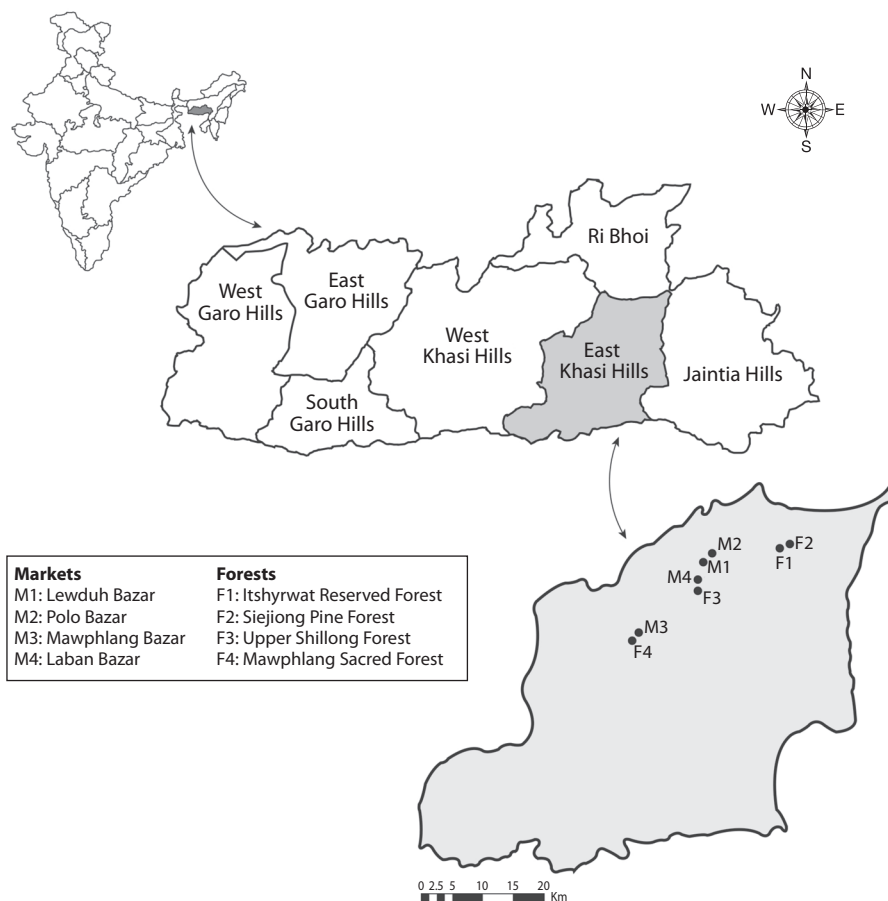 N
W E
S
Ri Bhoi
West
Garo Hills
East
Garo Hills
West
Khasi Hills
East
Khasi Hills
Jaintia Hills
South
Garo Hills
M2
M1
M4
F3
F2
F1
M3
F4
Markets Forests
M1: Lewduh Bazar F1: Itshyrwat Reserved Forest
M2: Polo Bazar F2: Siejiong Pine Forest
M3: Mawphlang Bazar F3: Upper Shillong Forest
M4: Laban Bazar F4: Mawphlang Sacred Forest
0 2.5 5 10 15 20
Km